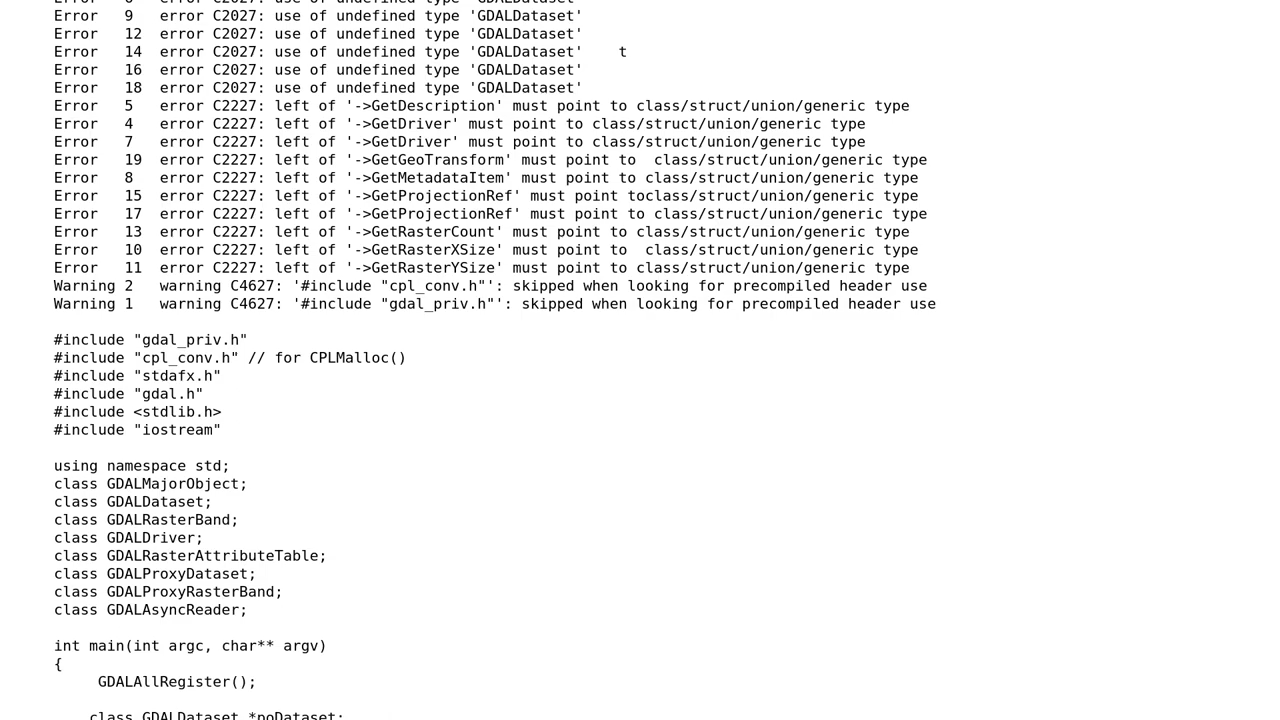 Error   6   error C2027: use of undefined type 'GDALDataset'
Error   9   error C2027: use of undefined type 'GDALDataset'
Error   12  error C2027: use of undefined type 'GDALDataset'
Error   14  error C2027: use of undefined type 'GDALDataset'    t
Error   16  error C2027: use of undefined type 'GDALDataset'
Error   18  error C2027: use of undefined type 'GDALDataset'
Error   5   error C2227: left of '->GetDescription' must point to class/struct/union/generic type
Error   4   error C2227: left of '->GetDriver' must point to class/struct/union/generic type
Error   7   error C2227: left of '->GetDriver' must point to class/struct/union/generic type
Error   19  error C2227: left of '->GetGeoTransform' must point to  class/struct/union/generic type
Error   8   error C2227: left of '->GetMetadataItem' must point to class/struct/union/generic type
Error   15  error C2227: left of '->GetProjectionRef' must point toclass/struct/union/generic type
Error   17  error C2227: left of '->GetProjectionRef' must point to class/struct/union/generic type
Error   13  error C2227: left of '->GetRasterCount' must point to class/struct/union/generic type
Error   10  error C2227: left of '->GetRasterXSize' must point to  class/struct/union/generic type
Error   11  error C2227: left of '->GetRasterYSize' must point to class/struct/union/generic type
Warning 2   warning C4627: '#include "cpl_conv.h"': skipped when looking for precompiled header use
Warning 1   warning C4627: '#include "gdal_priv.h"': skipped when looking for precompiled header use

#include "gdal_priv.h"
#include "cpl_conv.h" // for CPLMalloc()
#include "stdafx.h"
#include "gdal.h"
#include <stdlib.h>
#include "iostream"

using namespace std;
class GDALMajorObject;
class GDALDataset;
class GDALRasterBand;
class GDALDriver;
class GDALRasterAttributeTable;
class GDALProxyDataset;
class GDALProxyRasterBand;
class GDALAsyncReader;

int main(int argc, char** argv)
{
     GDALAllRegister();

    class GDALDataset *poDataset;